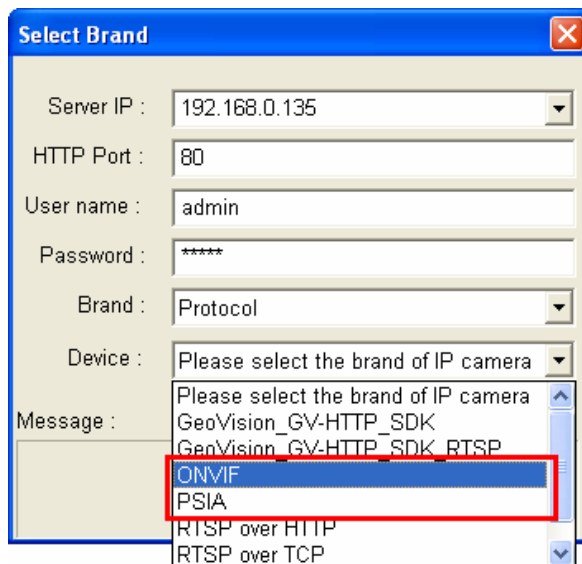 Select Brand
Server IP : 192.168.0.135
HTTP Port : 80
User name : admin
Password : *****
Brand : Protocol
Device : Please select the brand of IP camera
Please select the brand of IP camera
Message : GeoVision_GV-HTTP_SDK
GeoVision_GV-HTTP_SDK_RTSP
ONVIF
PSIA
RTSP over HTTP
RTSP over TCP